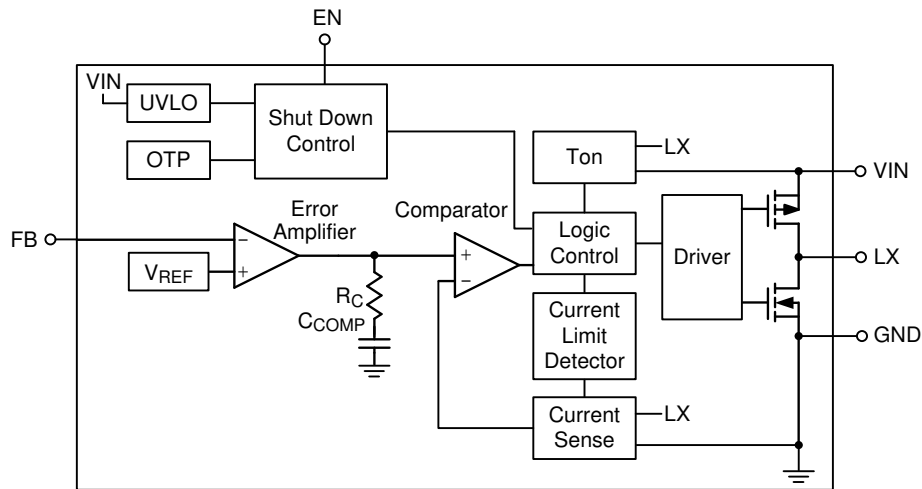 EN
VIN
UVLO
Shut Down
Control
OTP
Ton
LX
VIN
Error
Amplifier
Comparator
FB
−
+
VREF
+
−
Logic
Control
Driver
LX
RC
CCOMP
Current
Limit
Detector
GND
Current
Sense
LX